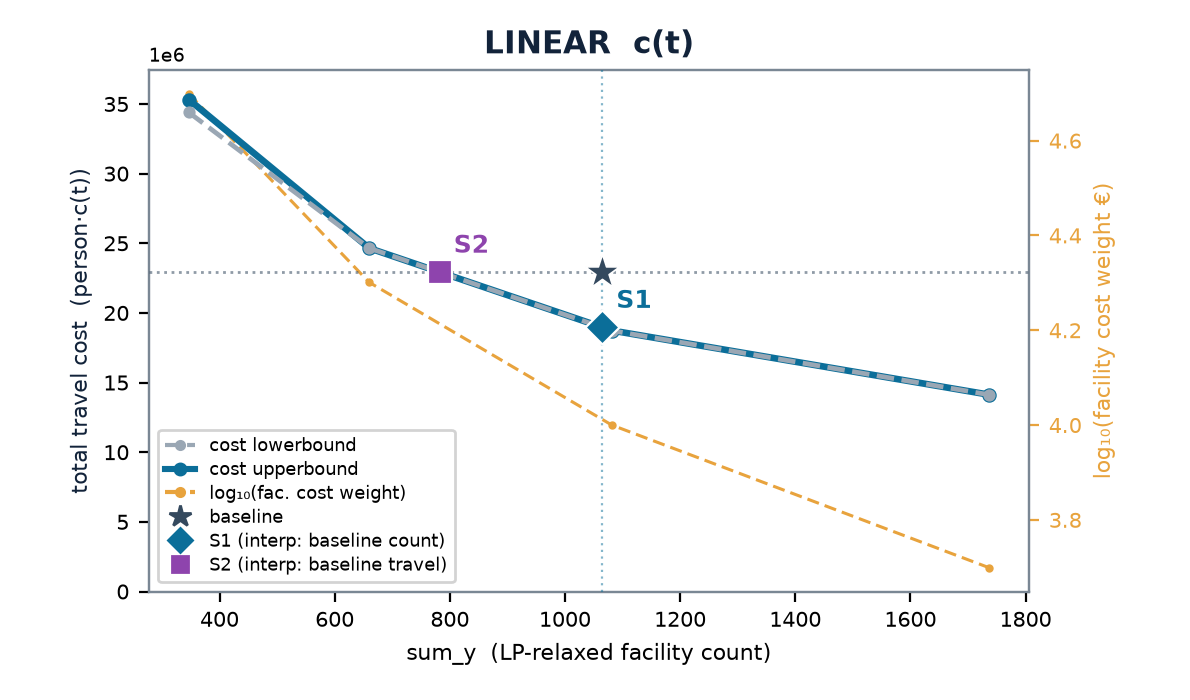 LINEAR  c(t)
1e6
35
30
25
20
15
10
5
0
total travel cost  (person·c(t))
4.6
4.4
4.2
4.0
3.8
log₁₀(facility cost weight €)
S2
S1
cost lowerbound
cost upperbound
log₁₀(fac. cost weight)
baseline
S1 (interp: baseline count)
S2 (interp: baseline travel)
400 600 800 1000 1200 1400 1600 1800
sum_y  (LP-relaxed facility count)